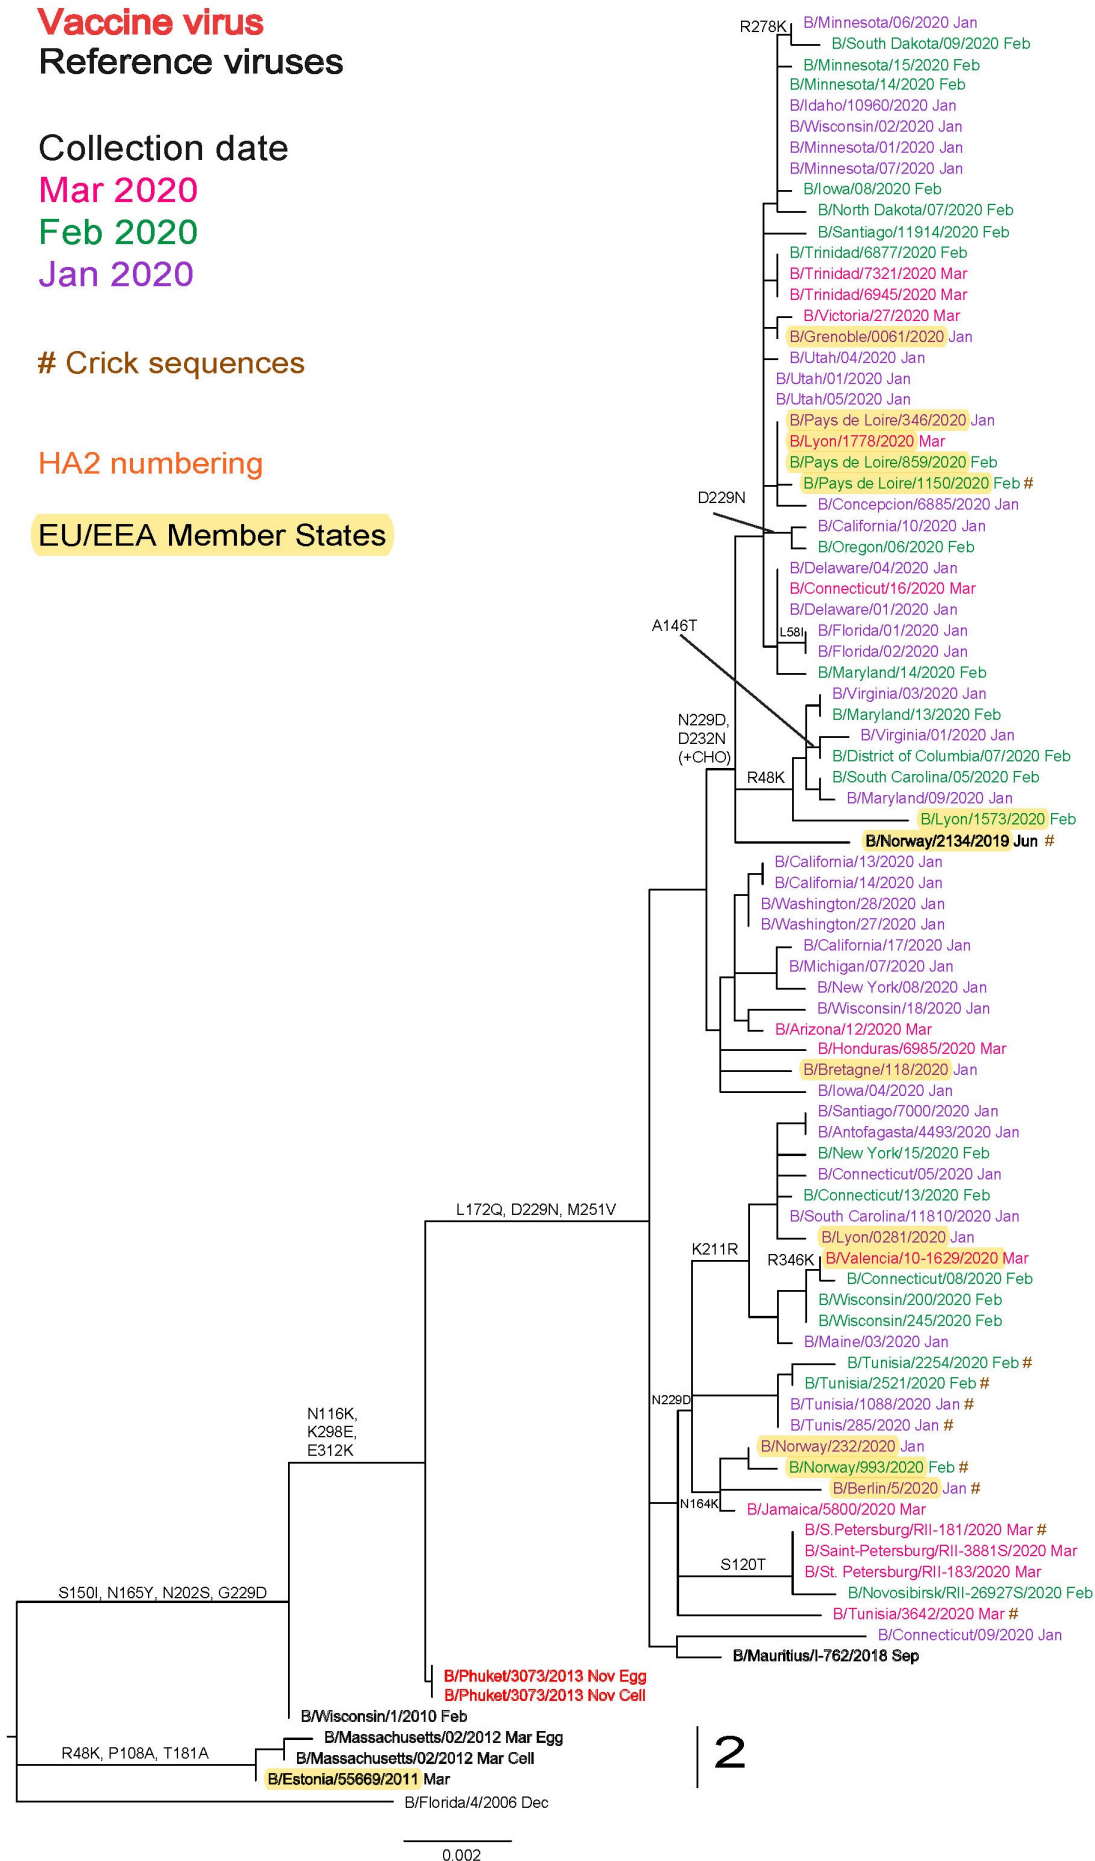 Vaccine virus
Reference viruses
Collection date
Mar 2020
Feb 2020
Jan 2020
# Crick sequences
HA2 numbering
EU/EEA Member States
R278K
B/Minnesota/06/2020 Jan
B/South Dakota/09/2020 Feb
B/Minnesota/15/2020 Feb
B/Minnesota/14/2020 Feb
B/Idaho/10960/2020 Jan
B/Wisconsin/02/2020 Jan
B/Minnesota/01/2020 Jan
B/Minnesota/07/2020 Jan
B/Iowa/08/2020 Feb
B/North Dakota/07/2020 Feb
B/Santiago/11914/2020 Feb
B/Trinidad/6877/2020 Feb
B/Trinidad/7321/2020 Mar
B/Trinidad/6945/2020 Mar
B/Victoria/27/2020 Mar
B/Grenoble/0061/2020 Jan
B/Utah/04/2020 Jan
B/Utah/01/2020 Jan
B/Utah/05/2020 Jan
B/Pays de Loire/346/2020 Jan
B/Lyon/1778/2020 Mar
B/Pays de Loire/859/2020 Feb
B/Pays de Loire/1150/2020 Feb #
D229N
B/Concepcion/6885/2020 Jan
B/California/10/2020 Jan
B/Oregon/06/2020 Feb
B/Delaware/04/2020 Jan
B/Connecticut/16/2020 Mar
B/Delaware/01/2020 Jan
A146T
L58I
B/Florida/01/2020 Jan
B/Florida/02/2020 Jan
B/Maryland/14/2020 Feb
B/Virginia/03/2020 Jan
B/Maryland/13/2020 Feb
N229D,
D232N
(+CHO)
B/Virginia/01/2020 Jan
B/District of Columbia/07/2020 Feb
R48K
B/South Carolina/05/2020 Feb
B/Maryland/09/2020 Jan
B/Lyon/1573/2020 Feb
B/Norway/2134/2019 Jun #
B/California/13/2020 Jan
B/California/14/2020 Jan
B/Washington/28/2020 Jan
B/Washington/27/2020 Jan
B/California/17/2020 Jan
B/Michigan/07/2020 Jan
B/New York/08/2020 Jan
B/Wisconsin/18/2020 Jan
B/Arizona/12/2020 Mar
B/Honduras/6985/2020 Mar
B/Bretagne/118/2020 Jan
B/Iowa/04/2020 Jan
B/Santiago/7000/2020 Jan
B/Antofagasta/4493/2020 Jan
B/New York/15/2020 Feb
B/Connecticut/05/2020 Jan
B/Connecticut/13/2020 Feb
L172Q, D229N, M251V
B/South Carolina/11810/2020 Jan
B/Lyon/0281/2020 Jan
K211R
R346K
B/Valencia/10-1629/2020 Mar
B/Connecticut/08/2020 Feb
B/Wisconsin/200/2020 Feb
B/Wisconsin/245/2020 Feb
B/Maine/03/2020 Jan
B/Tunisia/2254/2020 Feb #
B/Tunisia/2521/2020 Feb #
N229D
B/Tunisia/1088/2020 Jan #
B/Tunis/285/2020 Jan #
N116K,
K298E,
E312K
B/Norway/232/2020 Jan
B/Norway/993/2020 Feb #
B/Berlin/5/2020 Jan #
N164K
B/Jamaica/5800/2020 Mar
B/S.Petersburg/RII-181/2020 Mar #
B/Saint-Petersburg/RII-3881S/2020 Mar
S120T
B/St. Petersburg/RII-183/2020 Mar
B/Novosibirsk/RII-26927S/2020 Feb
S150I, N165Y, N202S, G229D
B/Tunisia/3642/2020 Mar #
B/Connecticut/09/2020 Jan
B/Mauritius/I-762/2018 Sep
B/Phuket/3073/2013 Nov Egg
B/Phuket/3073/2013 Nov Cell
B/Wisconsin/1/2010 Feb
B/Massachusetts/02/2012 Mar Egg
R48K, P108A, T181A
B/Massachusetts/02/2012 Mar Cell
2
B/Estonia/55669/2011 Mar
B/Florida/4/2006 Dec
0.002